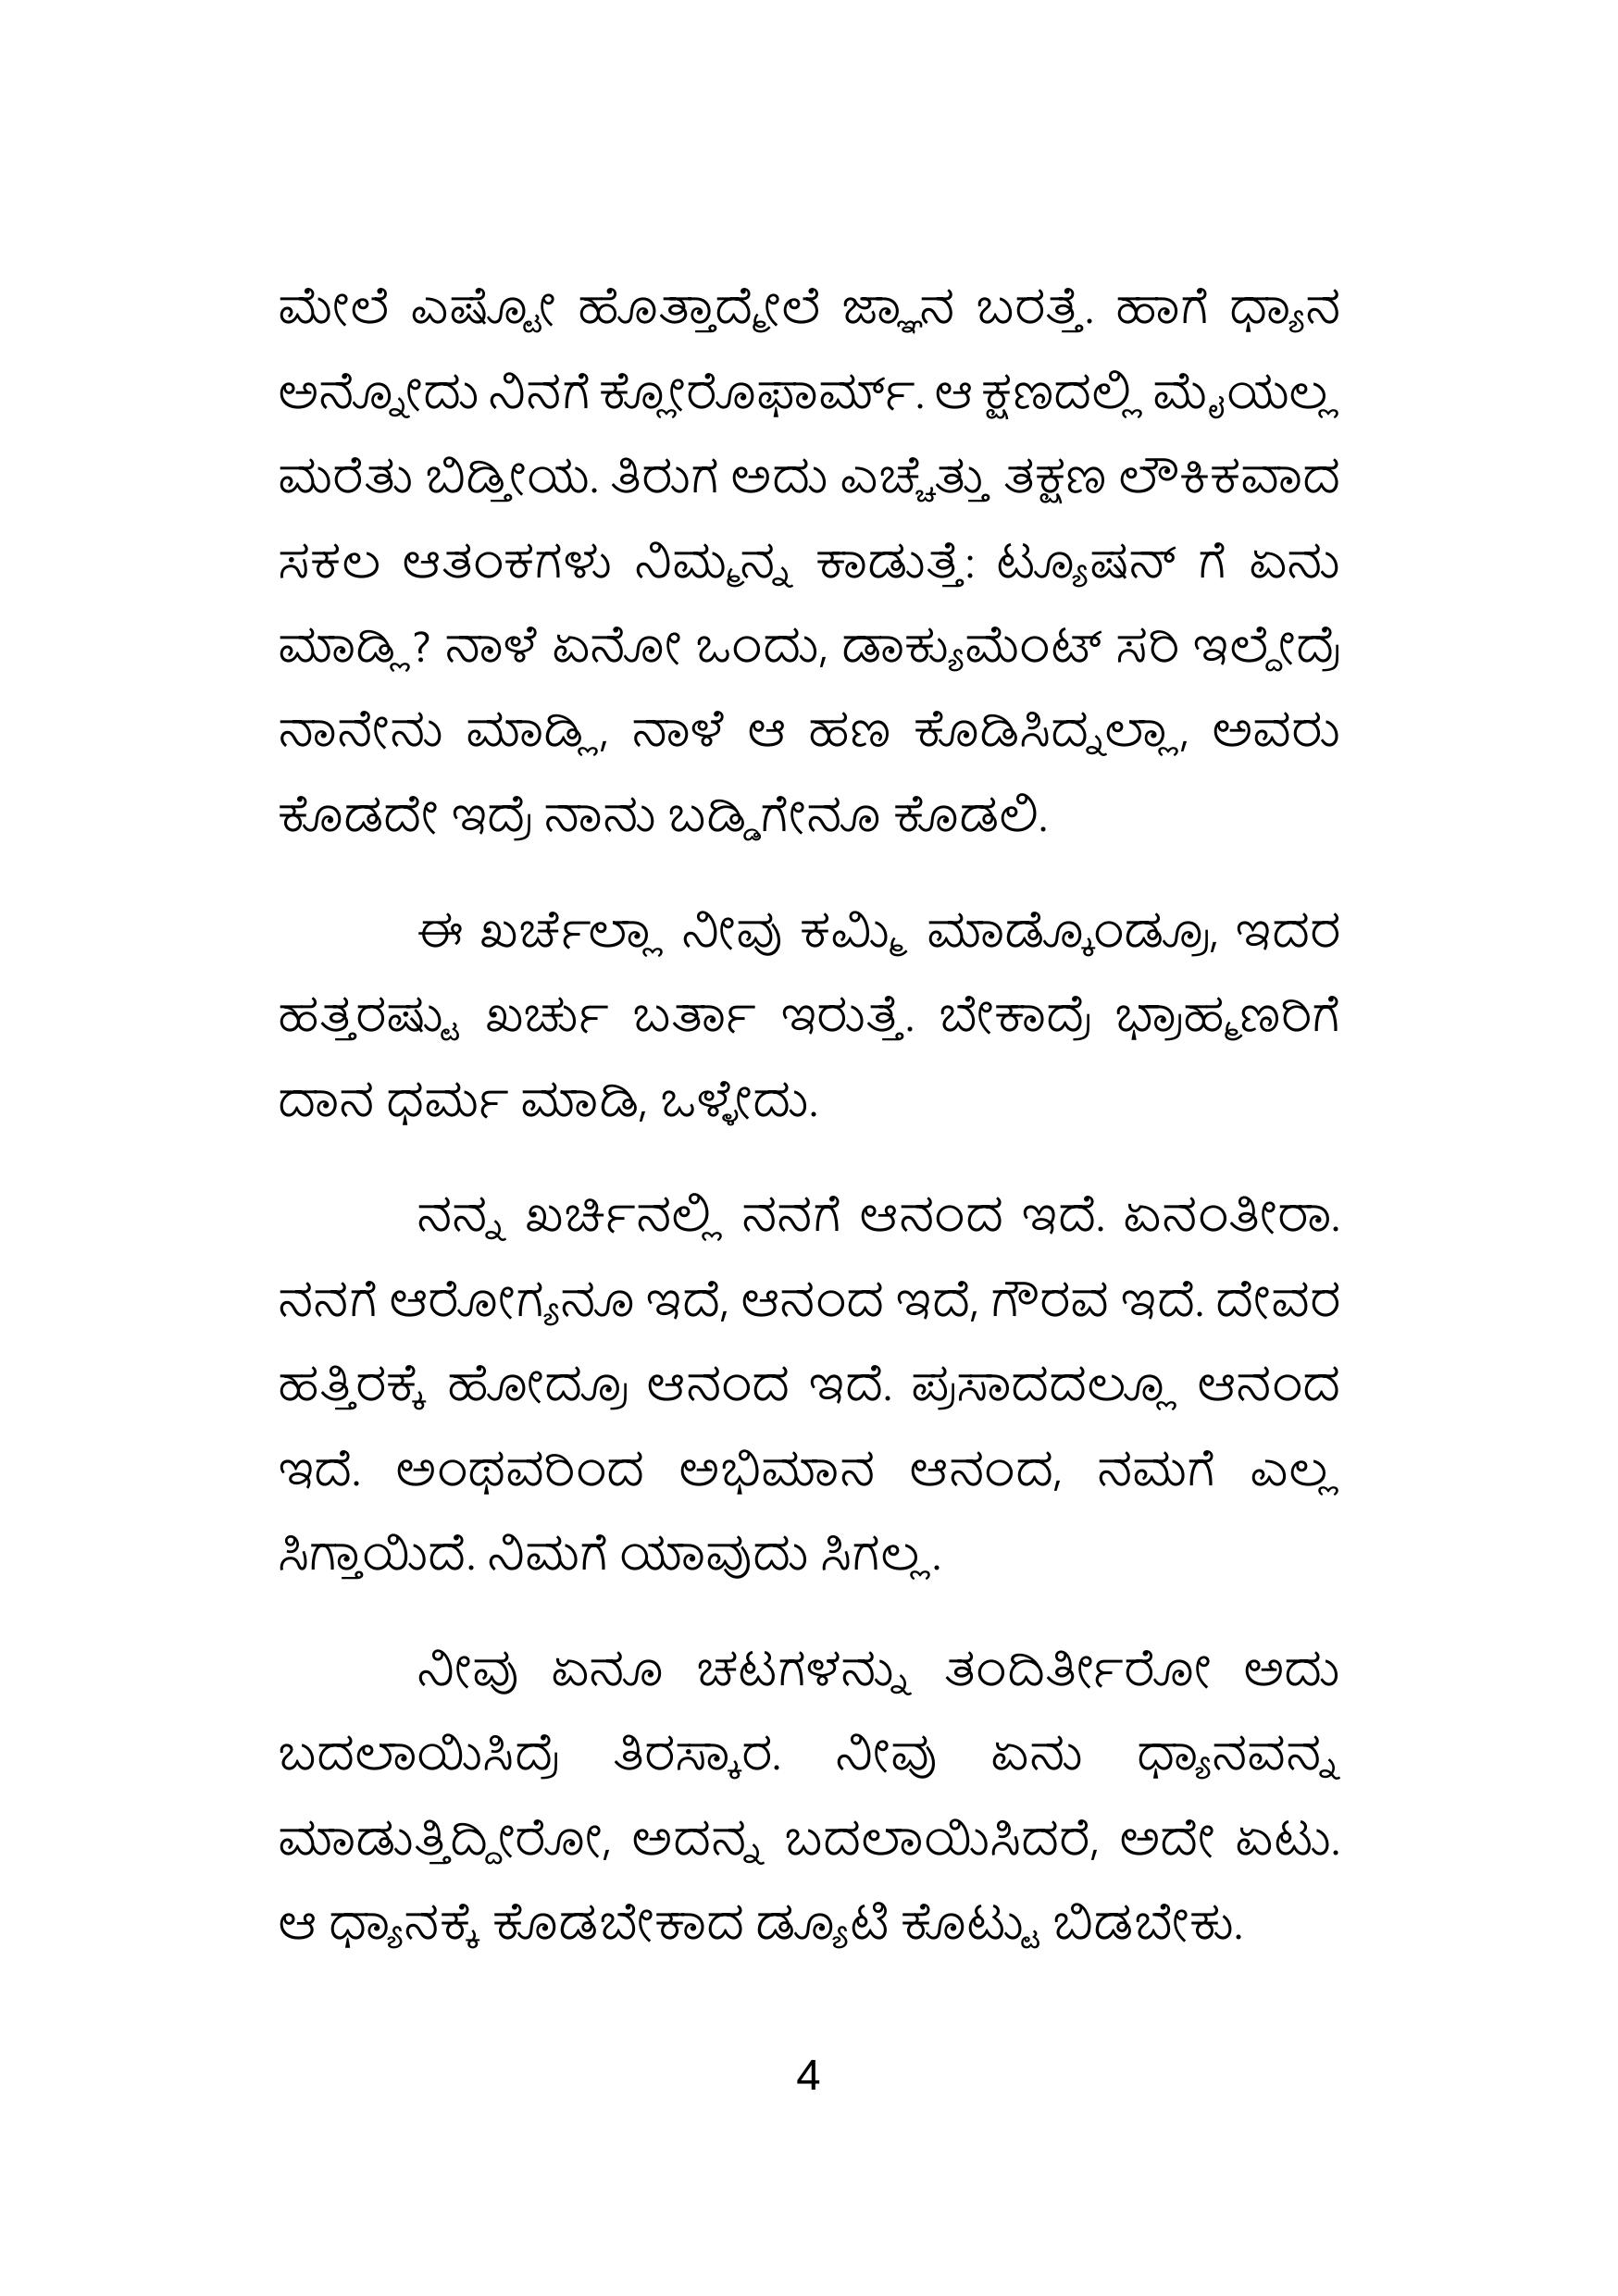 ಮೇಲೆ ಎಷ್ಟೋ ಹೊತ್ತಾದ್ಮೇಲೆ ಜ್ಞಾನ ಬರತ್ತೆ. ಹಾಗೆ ಧ್ಯಾನ
ಅನ್ನೋದು ನಿನಗೆ ಕ್ಲೋರೊಫಾರ್ಮ್. ಆ ಕ್ಷಣದಲ್ಲಿ ಮೈಯಲ್ಲ
ಮರೆತು ಬಿಡ್ತೀಯ. ತಿರುಗ ಅದು ಎಚ್ಚೆತ್ತು ತಕ್ಷಣ ಲೌಕಿಕವಾದ
ಸಕಲ ಆತಂಕಗಳು ನಿಮ್ಮನ್ನ ಕಾಡುತ್ತೆ: ಟ್ಯೂಷನ್ ಗೆ ಏನು
ಮಾಡ್ಲಿ? ನಾಳೆ ಏನೋ ಒಂದು, ಡಾಕ್ಯುಮೆಂಟ್ ಸರಿ ಇಲ್ದೇದ್ರೆ
ನಾನೇನು ಮಾಡ್ಲಿ, ನಾಳೆ ಆ ಹಣ ಕೊಡಿಸಿದ್ನಲ್ಲಾ, ಅವರು
ಕೊಡದೇ ಇದ್ರೆ ನಾನು ಬಡ್ಡಿಗೇನೂ ಕೊಡಲಿ.
ಈ ಖರ್ಚೆಲ್ಲಾ ನೀವು ಕಮ್ಮಿ ಮಾಡ್ಕೊಂಡ್ರೂ, ಇದರ
ಹತ್ತರಷ್ಟು ಖರ್ಚು ಬರ್ತಾ ಇರುತ್ತೆ. ಬೇಕಾದ್ರೆ ಭ್ರಾಹ್ಮಣರಿಗೆ
ದಾನ ಧರ್ಮ ಮಾಡಿ, ಒಳ್ಳೇದು.
ನನ್ನ ಖರ್ಚಿನಲ್ಲಿ ನನಗೆ ಆನಂದ ಇದೆ. ಏನಂತೀರಾ.
ನನಗೆ ಆರೋಗ್ಯನೂ ಇದೆ, ಆನಂದ ಇದೆ, ಗೌರವ ಇದೆ. ದೇವರ
ಹತ್ತಿರಕ್ಕೆ ಹೋದ್ರೂ ಆನಂದ ಇದೆ. ಪ್ರಸಾದದಲ್ಲೂ ಆನಂದ
ಇದೆ. ಅಂಥವರಿಂದ ಅಭಿಮಾನ ಆನಂದ, ನಮಗೆ ಎಲ್ಲ
ಸಿಗ್ತಾಯಿದೆ. ನಿಮಗೆ ಯಾವುದು ಸಿಗಲ್ಲ.
ನೀವು ಏನೂ ಚಟಗಳನ್ನು ತಂದಿರ್ತೀರೋ ಅದು
ಬದಲಾಯಿಸಿದ್ರೆ ತಿರಸ್ಕಾರ. ನೀವು ಏನು ಧ್ಯಾನವನ್ನ
ಮಾಡುತ್ತಿದ್ದೀರೋ, ಅದನ್ನ ಬದಲಾಯಿಸಿದರೆ, ಅದೇ ಏಟು.
ಆ ಧ್ಯಾನಕ್ಕೆ ಕೊಡಬೇಕಾದ ಡ್ಯೂಟಿ ಕೊಟ್ಟು ಬಿಡಬೇಕು.
4